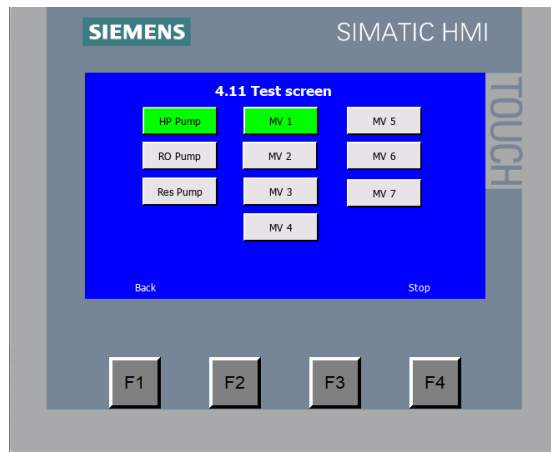 SIEMENS
SIMATIC HMI
TOUCH
4.11 Test screen
HP Pump
MV 1
MV 5
RO Pump
MV 2
MV 6
Res Pump
MV 3
MV 7
MV 4
Back
Stop
F1
F2
F3
F4